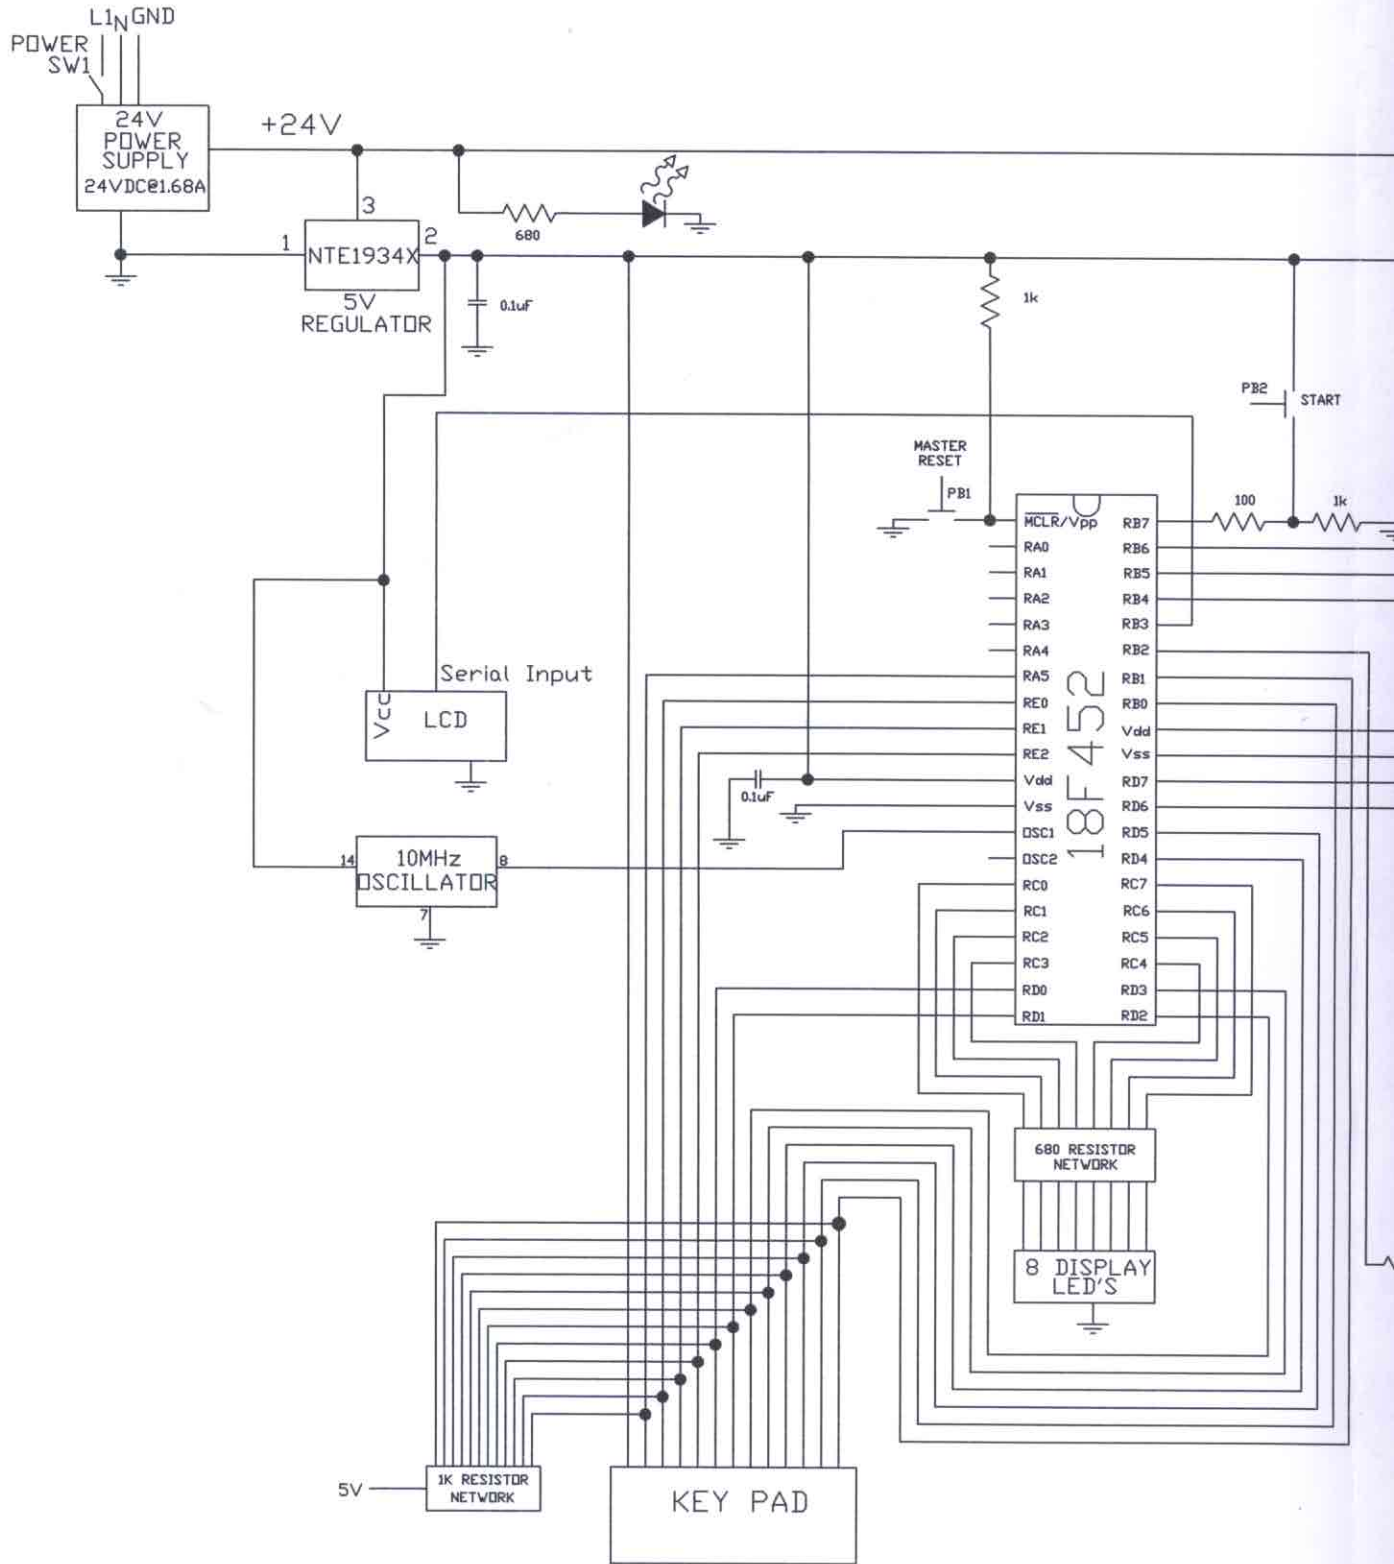 L1 N GND
POWER
SW1
24V
POWER
SUPPLY
24VDC@1.68A
+24V
3
1
2
NTE1934X
5V
REGULATOR
680
0.1uF
1k
PB2
START
MASTER
RESET
PB1
100
1k
MCLR/Vpp
RA0
RA1
RA2
RA3
RA4
RA5
RE0
RE1
RE2
Vdd
Vss
OSC1
OSC2
RC0
RC1
RC2
RC3
RD0
RD1
18F452
RB7
RB6
RB5
RB4
RB3
RB2
RB1
RB0
Vdd
Vss
RD7
RD6
RD5
RD4
RC7
RC6
RC5
RC4
RD3
RD2
Serial Input
Vcc
LCD
0.1uF
14
10MHz
OSCILLATOR
8
7
680 RESISTOR
NETWORK
8 DISPLAY
LED'S
5V
1K RESISTOR
NETWORK
KEY PAD